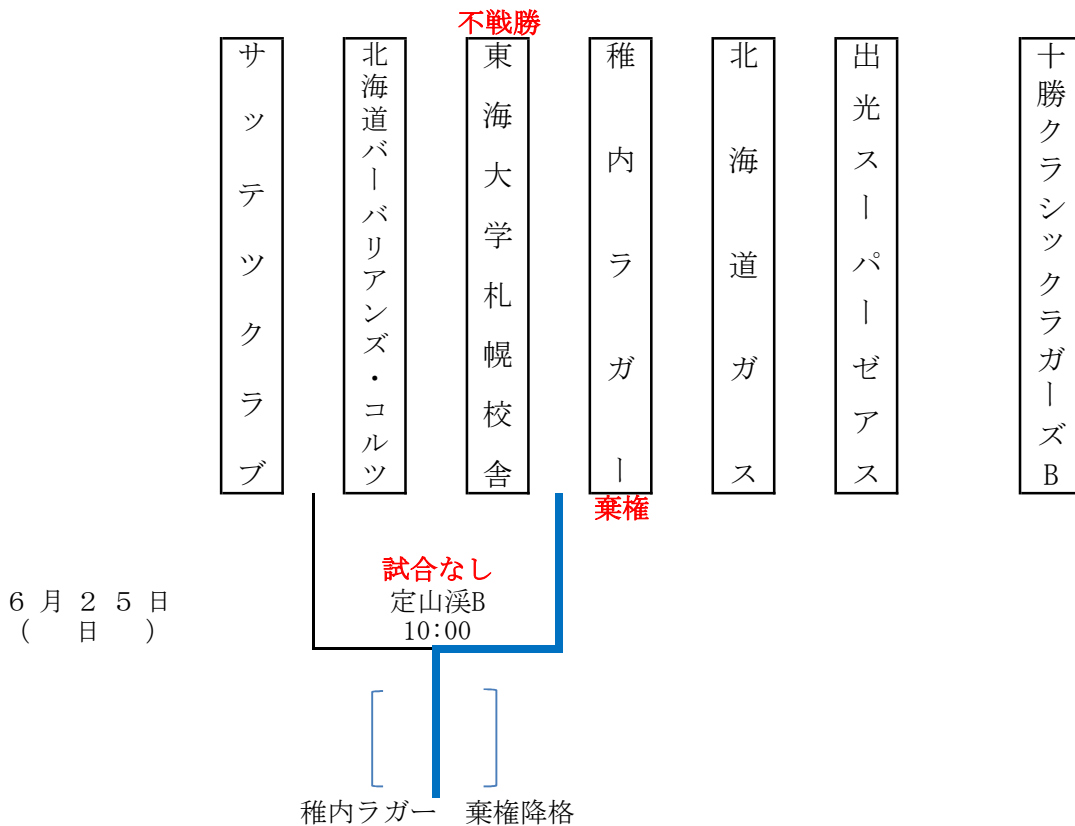 不戦勝
サッテツクラブ
北海道バーバリアンズ・コルツ
東海大学札幌校舎
稚内ラガー
北海道ガス
出光スーパーゼアス
十勝クラシックラガーズB
棄権
試合なし
定山渓B
10:00
６月２５日
(日)
稚内ラガー 棄権降格